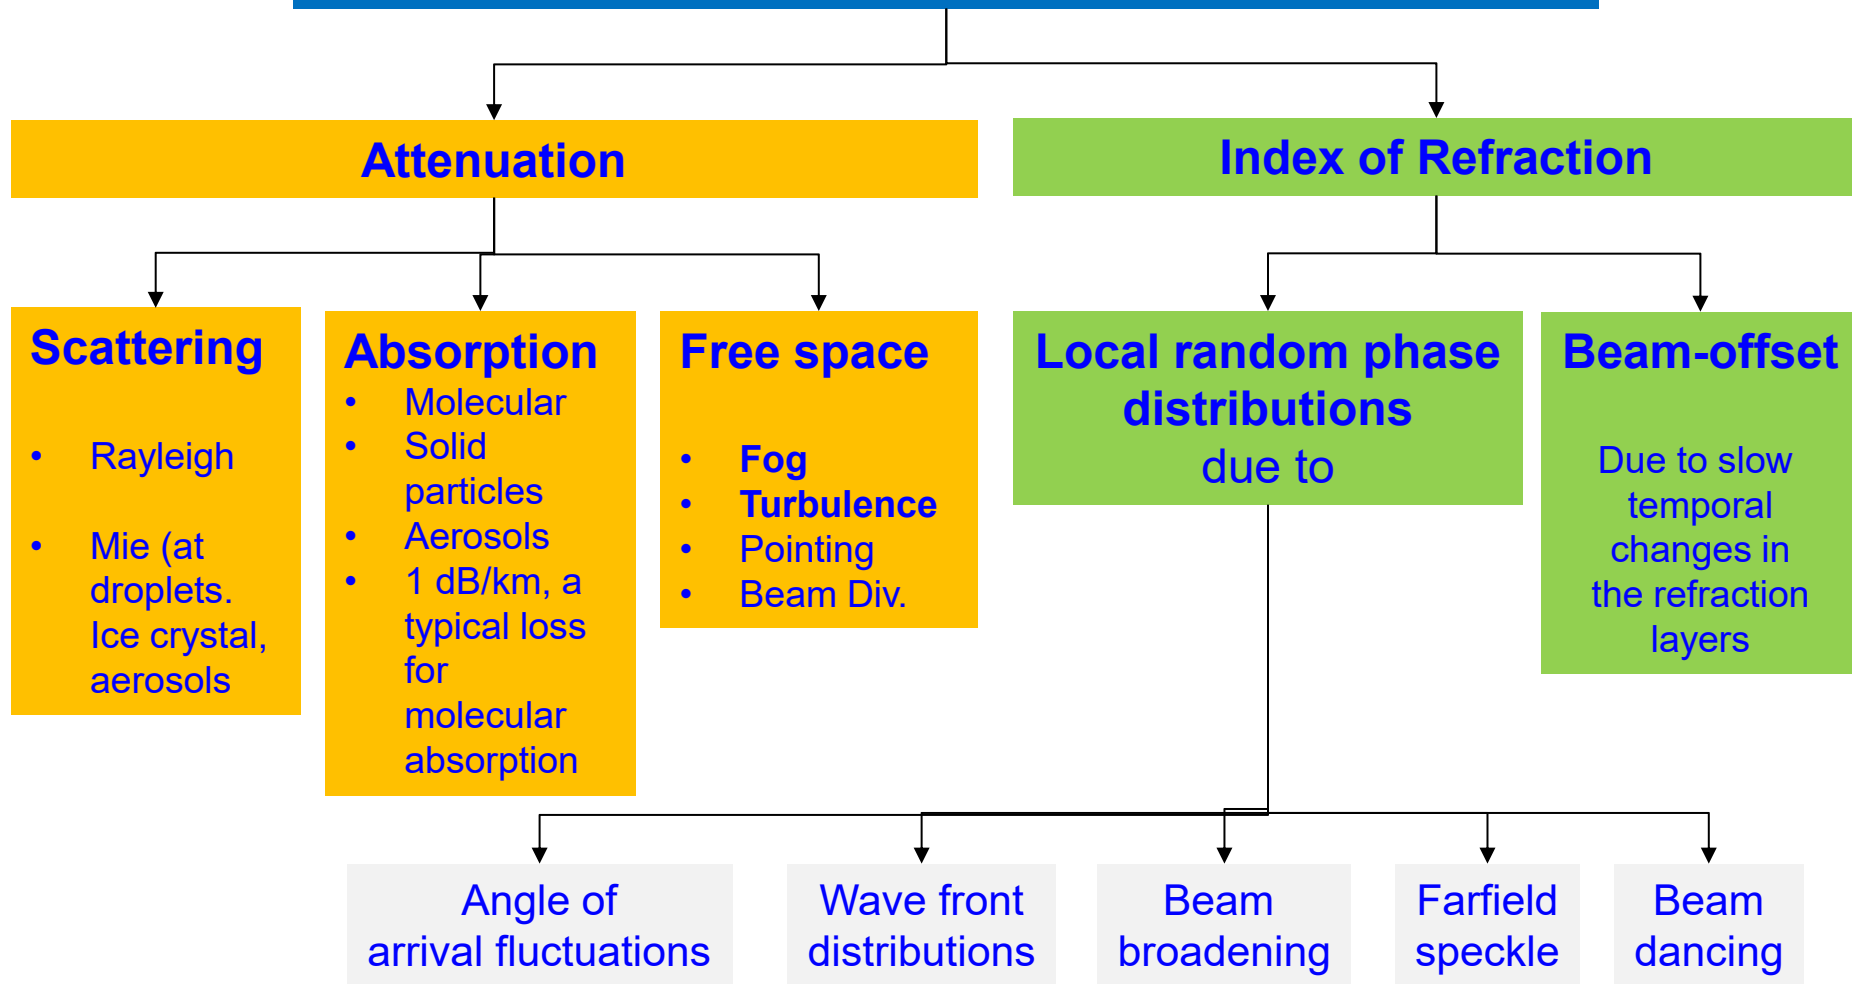 Attenuation
Index of Refraction
Scattering
• Rayleigh
• Mie (at
droplets.
Ice crystal,
aerosols
Absorption
• Molecular
• Solid
particles
• Aerosols
• 1 dB/km, a
typical loss
for
molecular
absorption
Free space
• Fog
• Turbulence
• Pointing
• Beam Div.
Local random phase
distributions
due to
Beam-offset
Due to slow
temporal
changes in
the refraction
layers
Angle of
arrival fluctuations
Wave front
distributions
Beam
broadening
Farfield
speckle
Beam
dancing